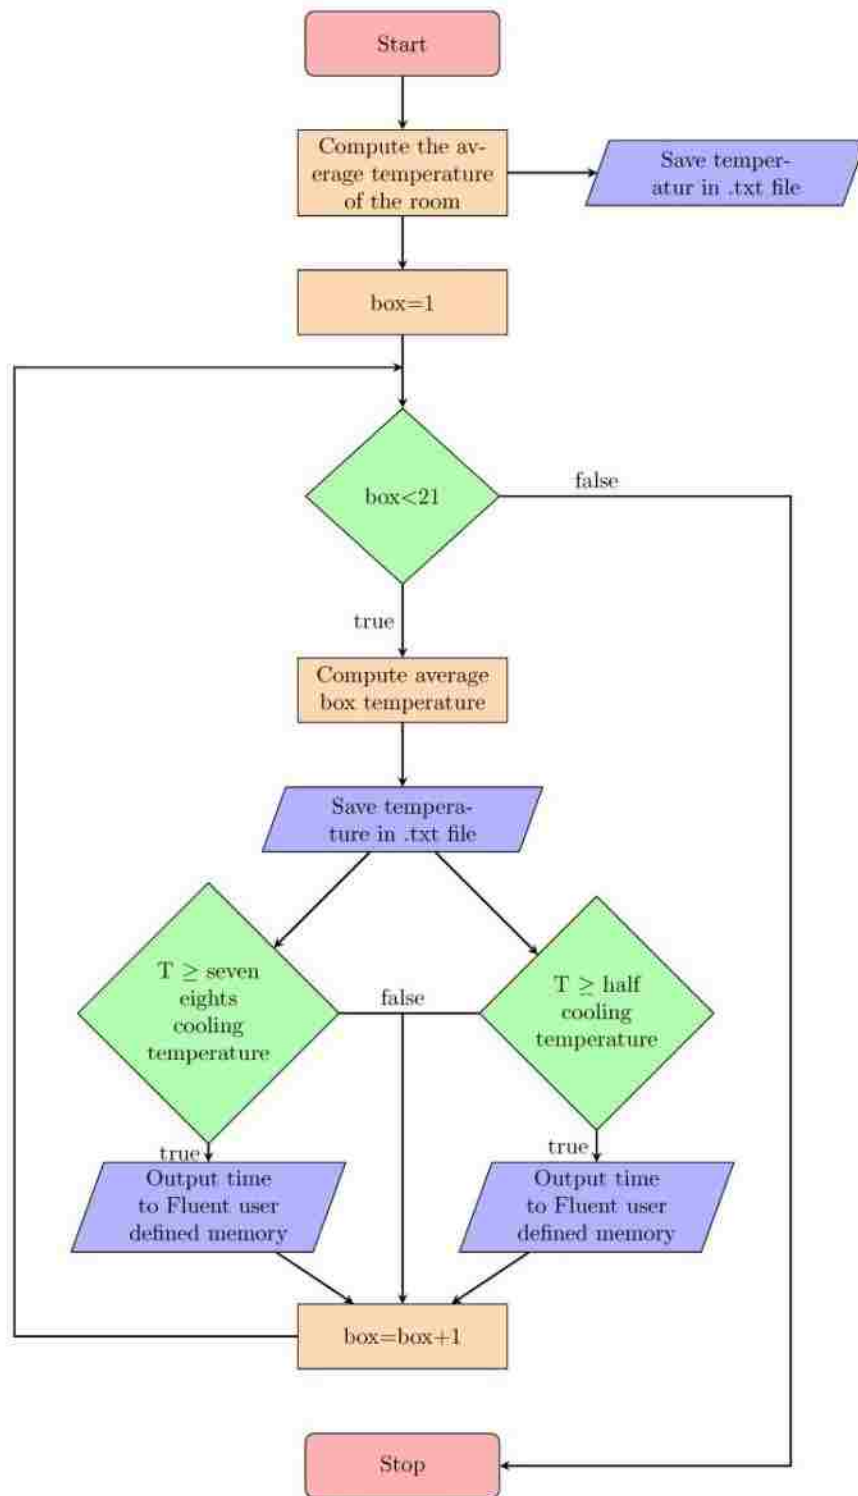 Start
Compute the av-
erage temperature
of the room
Save temper-
atur in .txt file
box=1
box<21
false
true
Compute average
box temperature
Save tempera-
ture in .txt file
T ≥ seven
eights
cooling
temperature
false
T ≥ half
cooling
temperature
true
Output time
to Fluent user
defined memory
true
Output time
to Fluent user
defined memory
box=box+1
Stop